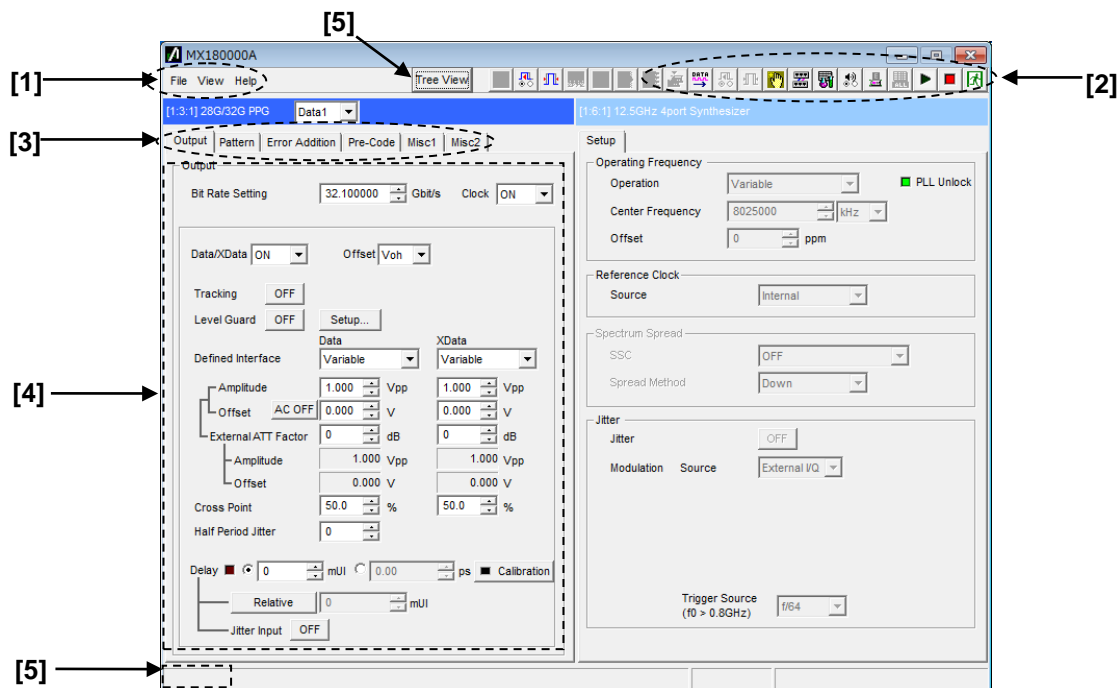 [5]
MX180000A
[1]
File View Help
Tree View
DATA
[2]
[1:3:1] 28G/32G PPG
Data1
[1:6:1] 12.5GHz 4port Synthesizer
[3]
Output Pattern Error Addition Pre-Code Misc1 Misc2
Setup
Output
Bit Rate Setting 32.100000 Gbit/s Clock ON
Data/XData ON Offset Voh
Tracking OFF
Level Guard OFF Setup...
Data XData
Defined Interface Variable Variable
[4]
Amplitude 1.000 Vpp 1.000 Vpp
Offset AC OFF 0.000 V 0.000 V
External ATT Factor 0 dB 0 dB
Amplitude 1.000 Vpp 1.000 Vpp
Offset 0.000 V 0.000 V
Cross Point 50.0 % 50.0 %
Half Period Jitter 0
Delay 0 mUI 0.00 ps Calibration
Relative 0 mUI
Jitter Input OFF
Operating Frequency
Operation Variable PLL Unlock
Center Frequency 8025000 kHz
Offset 0 ppm
Reference Clock
Source Internal
Spectrum Spread
SSC OFF
Spread Method Down
Jitter
Jitter OFF
Modulation Source External I/Q
Trigger Source
(f0 > 0.8GHz) f/64
[5]